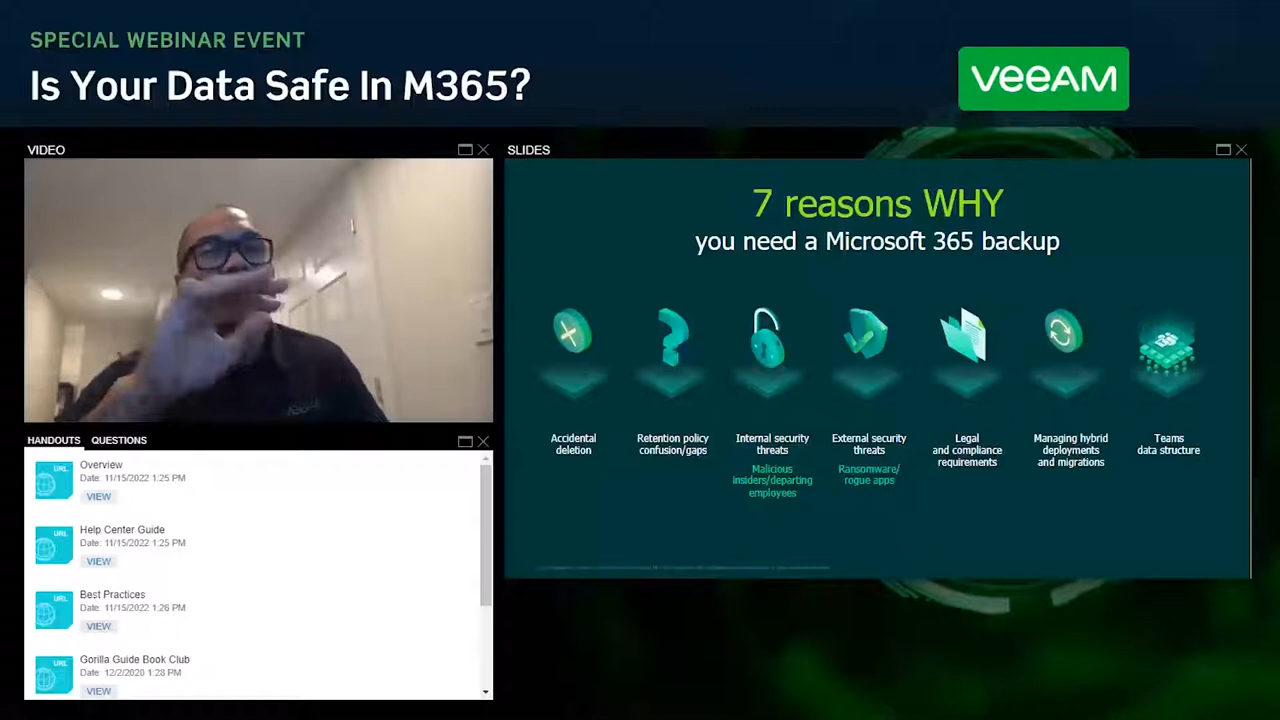 SPECIAL WEBINAR EVENT
Is Your Data Safe In M365?
veeAM
VIDEO
SLIDES
7 reasons WHY
you need a Microsoft 365 backup
Accidental
deletion
Retention policy
confusion/gaps
Internal security
threats
Malicious
insiders/departing
employees
External security
threats
Ransomware/
rogue apps
Legal
and compliance
requirements
Managing hybrid
deployments
and migrations
Teams
data structure
HANDOUTS
QUESTIONS
URL
Overview
Date: 11/15/2022 1:25 PM
VIEW
URL
Help Center Guide
Date: 11/15/2022 1:25 PM
VIEW
URL
Best Practices
Date: 11/15/2022 1:26 PM
VIEW
URL
Gorilla Guide Book Club
Date: 12/2/2020 1:28 PM
VIEW